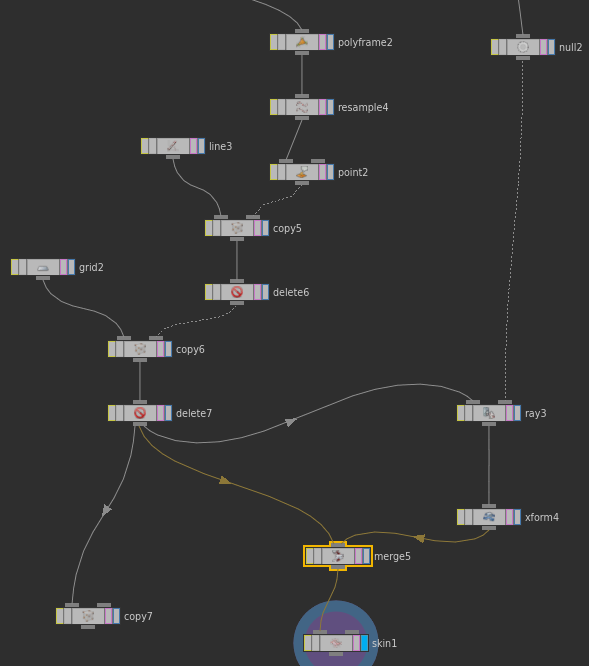 polyframe2
null2
resample4
line3
point2
copy5
grid2
delete6
copy6
delete7
ray3
xform4
merge5
copy7
skin1